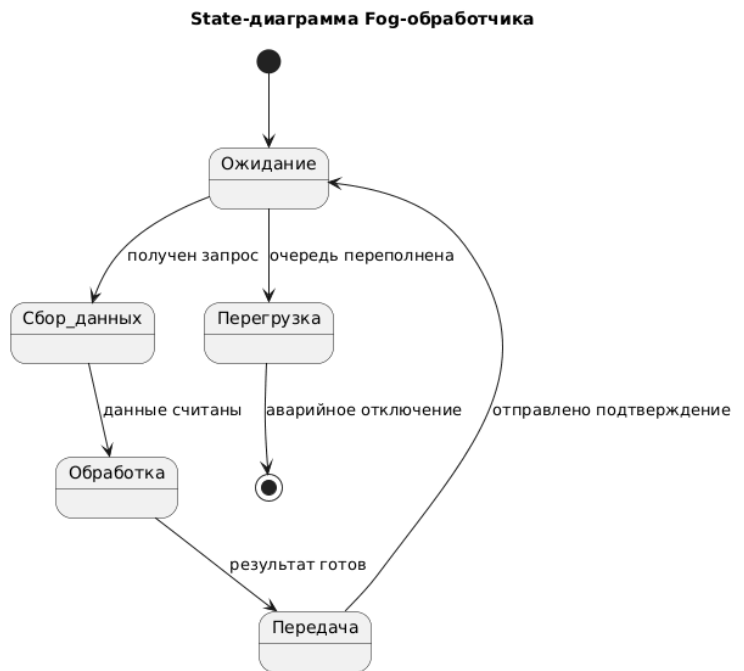 State-диаграмма Fog-обработчика
Ожидание
получен запрос
очередь переполнена
Сбор_данных
Перегрузка
данные считаны
аварийное отключение
отправлено подтверждение
Обработка
результат готов
Передача